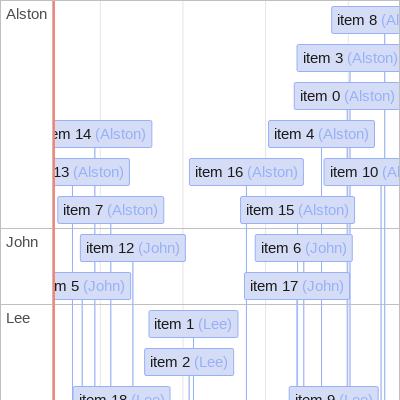 Alston
item 8 (Al
item 3 (Alston)
item 0 (Alston)
em 14 (Alston)
item 4 (Alston)
13 (Alston)
item 16 (Alston)
item 10 (Al
item 7 (Alston)
item 15 (Alston)
John
item 12 (John)
item 6 (John)
m 5 (John)
item 17 (John)
Lee
item 1 (Lee)
item 2 (Lee)
item 18 (Lee)
item 9 (Lee)